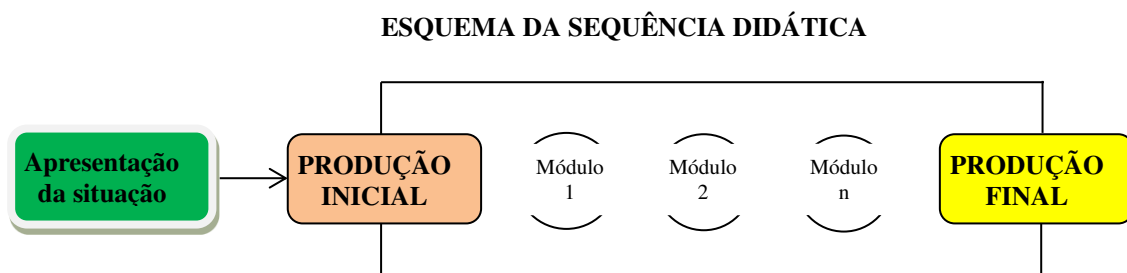 ESQUEMA DA SEQUÊNCIA DIDÁTICA
Apresentação
da situação
PRODUÇÃO
INICIAL
Módulo
1
Módulo
2
Módulo
n
PRODUÇÃO
FINAL